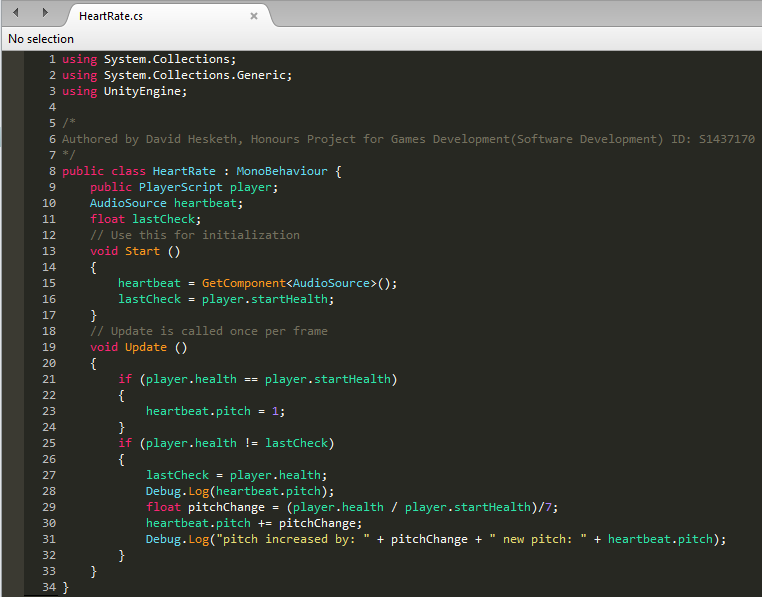 HeartRate.cs ×
No selection
1 using System.Collections;
2 using System.Collections.Generic;
3 using UnityEngine;
4
5 /*
6 Authored by David Hesketh, Honours Project for Games Development(Software Development) ID: S1437170
7 */
8 public class HeartRate : MonoBehaviour {
9     public PlayerScript player;
10     AudioSource heartbeat;
11     float lastCheck;
12     // Use this for initialization
13     void Start ()
14     {
15         heartbeat = GetComponent<AudioSource>();
16         lastCheck = player.startHealth;
17     }
18     // Update is called once per frame
19     void Update ()
20     {
21         if (player.health == player.startHealth)
22         {
23             heartbeat.pitch = 1;
24         }
25         if (player.health != lastCheck)
26         {
27             lastCheck = player.health;
28             Debug.Log(heartbeat.pitch);
29             float pitchChange = (player.health / player.startHealth)/7;
30             heartbeat.pitch += pitchChange;
31             Debug.Log("pitch increased by: " + pitchChange + " new pitch: " + heartbeat.pitch);
32         }
33     }
34 }